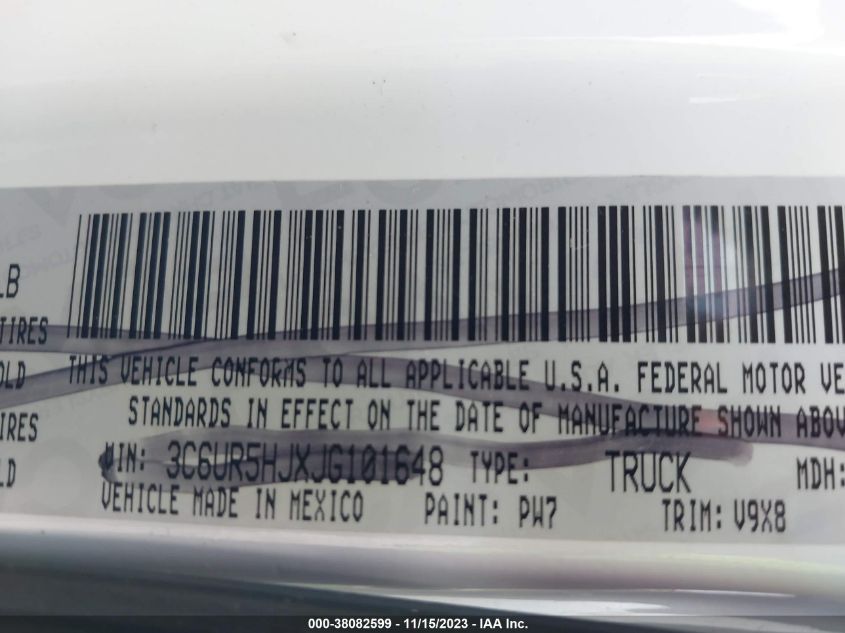 LB
TIRES
OLD
IRES
LD
THIS VEHICLE CONFORMS TO ALL APPLICABLE U.S.A. FEDERAL MOTOR VE
STANDARDS IN EFFECT ON THE DATE OF MANUFACTURE SHOWN ABOV
VIN: 3C6UR5HJXJG101648 TYPE: TRUCK MDH:
VEHICLE MADE IN MEXICO PAINT: PW7 TRIM: V9X8
000-38082599 - 11/15/2023 - IAA Inc.